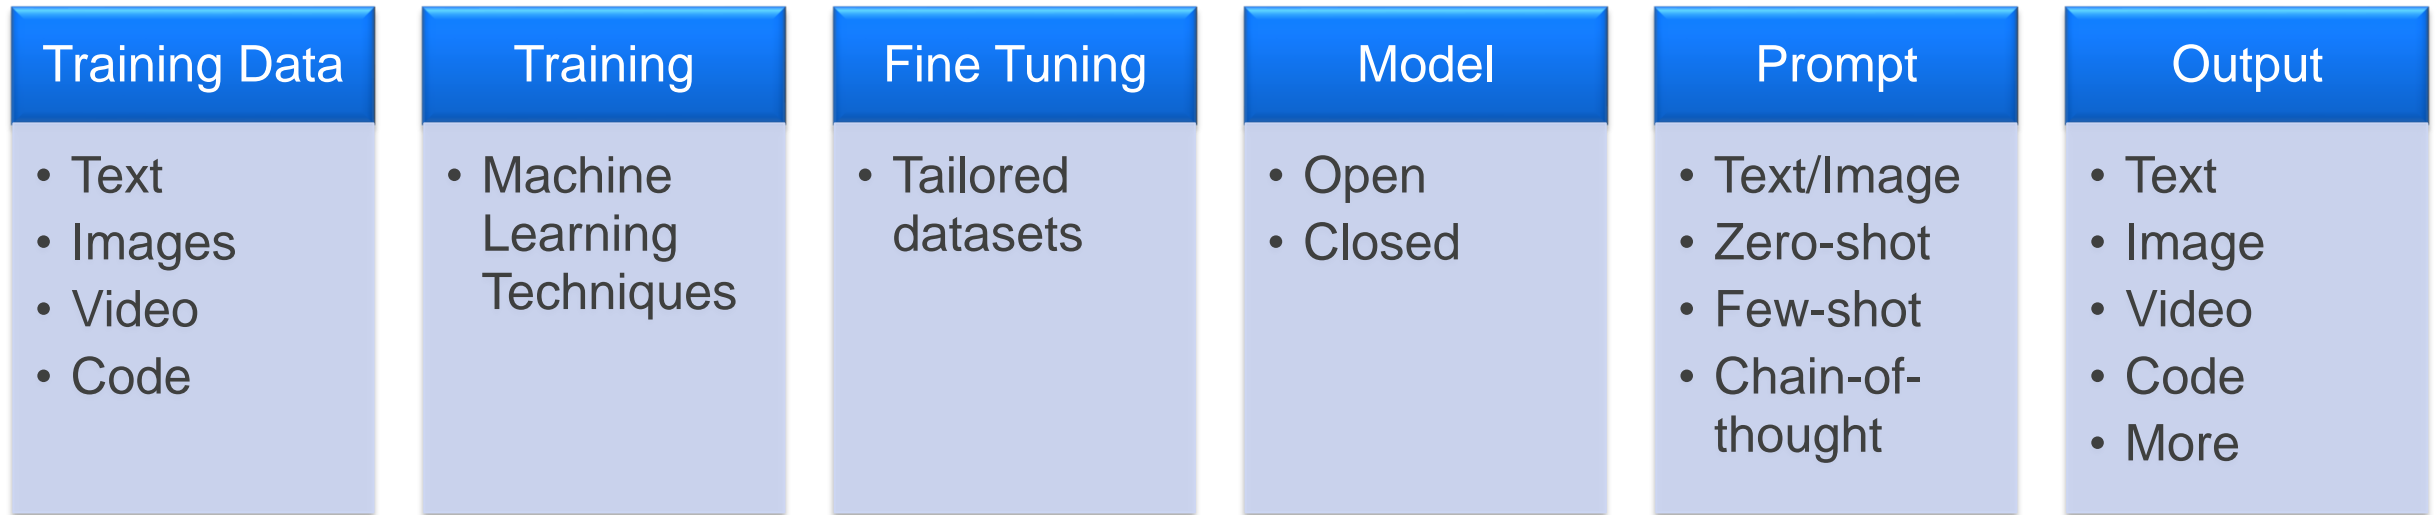 Training Data
• Text
• Images
• Video
• Code
Training
• Machine
Learning
Techniques
Fine Tuning
• Tailored
datasets
Model
• Open
• Closed
Prompt
• Text/Image
• Zero-shot
• Few-shot
• Chain-of-
thought
Output
• Text
• Image
• Video
• Code
• More